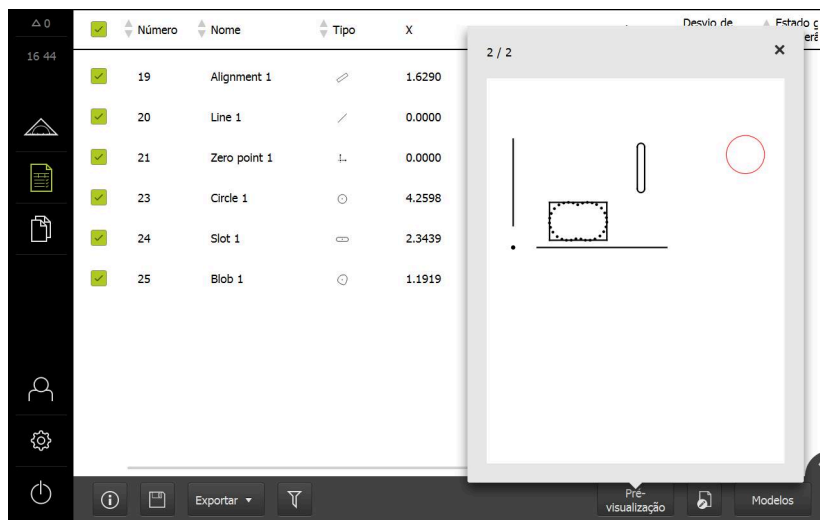 △ 0
16 44
Número Nome Tipo X Desvio de Estado
19 Alignment 1 1.6290
20 Line 1 0.0000
21 Zero point 1 0.0000
23 Circle 1 4.2598
24 Slot 1 2.3439
25 Blob 1 1.1919
2 / 2
Exportar
Pré-
visualização
Modelos